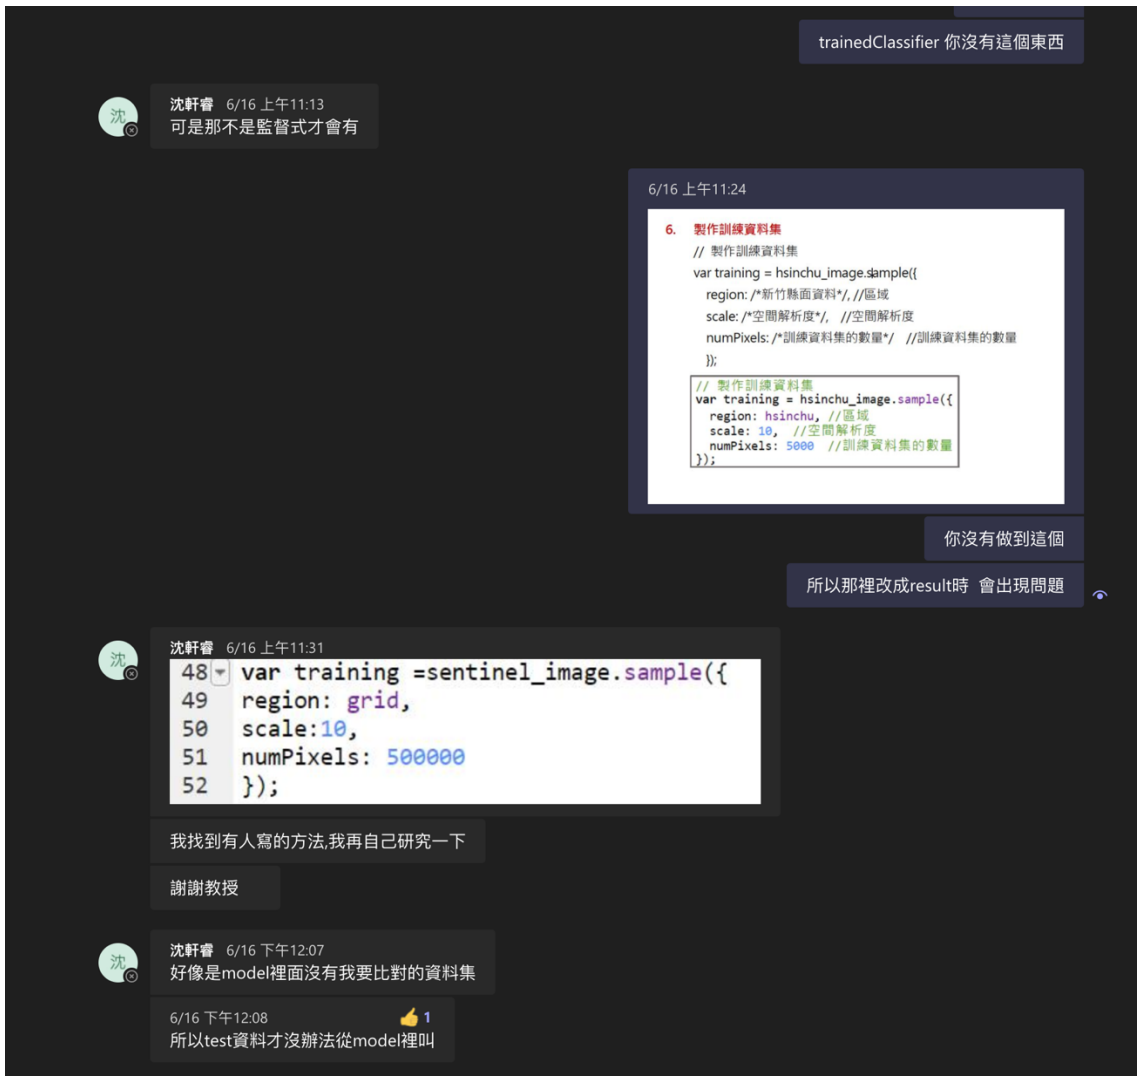 trainedClassifier 你沒有這個東西
沈
沈軒睿 6/16 上午11:13
可是那不是監督式才會有
6/16 上午11:24
6. 製作訓練資料集
// 製作訓練資料集
var training = hsinchu_image.sample({
region: /*新竹縣面資料*/, //區域
scale: /*空間解析度*/, //空間解析度
numPixels: /*訓練資料集的數量*/ //訓練資料集的數量
});
// 製作訓練資料集
var training = hsinchu_image.sample({
region: hsinchu, //區域
scale: 10, //空間解析度
numPixels: 5000 //訓練資料集的數量
});
你沒有做到這個
所以那裡改成result時 會出現問題
沈
沈軒睿 6/16 上午11:31
48 var training =sentinel_image.sample({
49 region: grid,
50 scale:10,
51 numPixels: 500000
52 });
我找到有人寫的方法,我再自己研究一下
謝謝教授
沈
沈軒睿 6/16 下午12:07
好像是model裡面沒有我要比對的資料集
6/16 下午12:08 👍 1
所以test資料才沒辦法從model裡叫